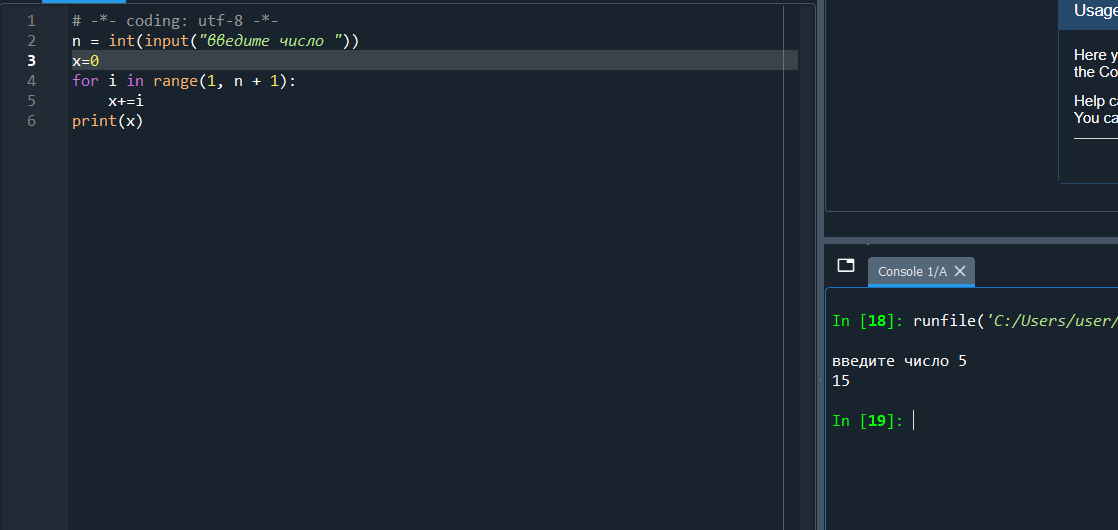 1 # -*- coding: utf-8 -*-
2 n = int(input("введите число "))
3 x=0
4 for i in range(1, n + 1):
5 x+=i
6 print(x)
Usage
Here y
the Co
Help ca
You ca
Console 1/A
In [18]: runfile('C:/Users/user/
введите число 5
15
In [19]: